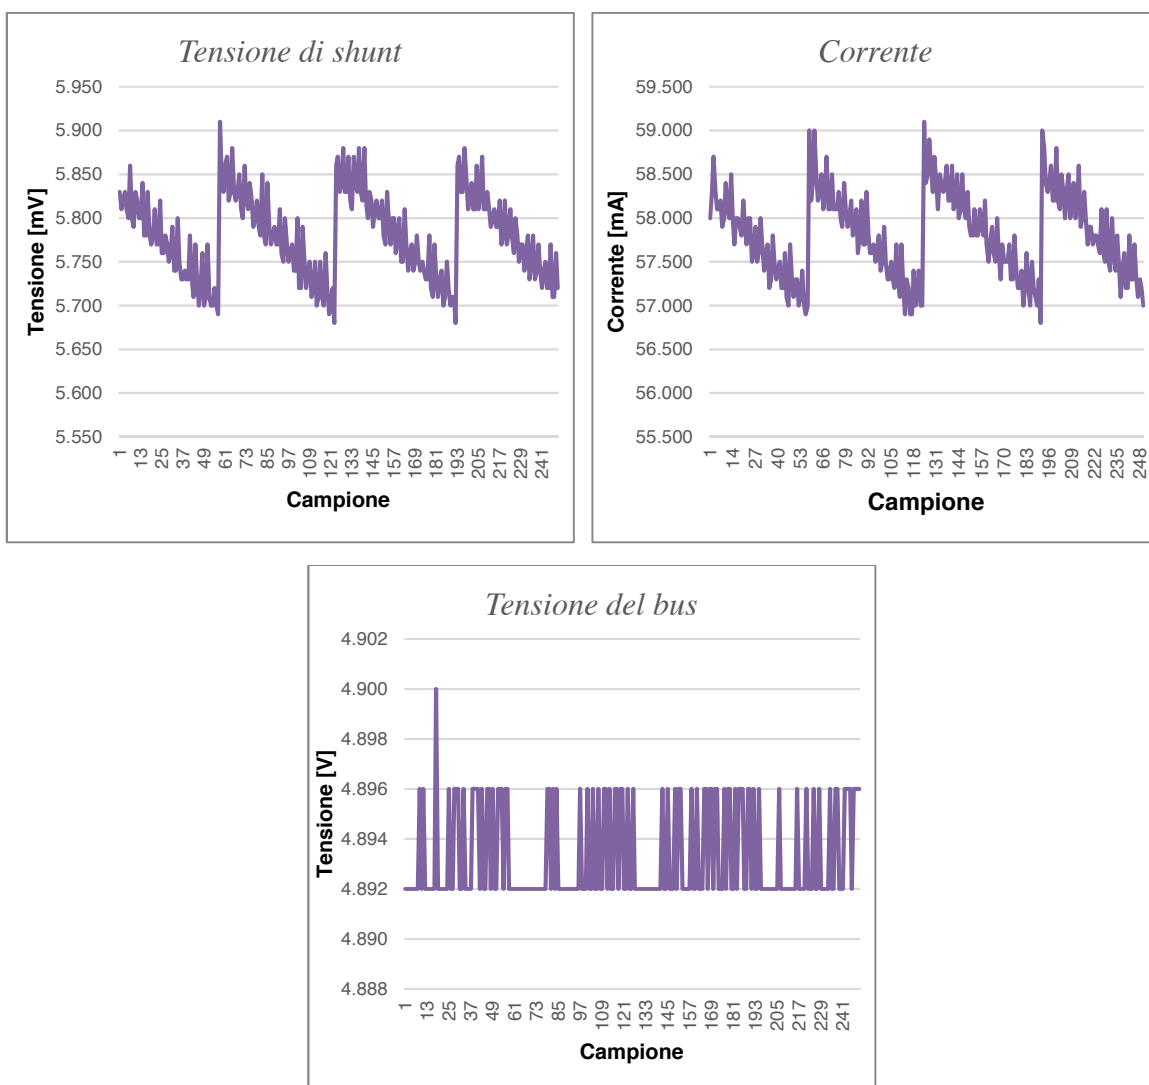 Tensione di shunt
5.950
5.900
5.850
5.800
5.750
5.700
5.650
5.600
5.550
Tensione [mV]
1 13 25 37 49 61 73 85 97 109 121 133 145 157 169 181 193 205 217 229 241
Campione
Corrente
59.500
59.000
58.500
58.000
57.500
57.000
56.500
56.000
55.500
Corrente [mA]
1 14 27 40 53 66 79 92 105 118 131 144 157 170 183 196 209 222 235 248
Campione
Tensione del bus
4.902
4.900
4.898
4.896
4.894
4.892
4.890
4.888
Tensione [V]
1 13 25 37 49 61 73 85 97 109 121 133 145 157 169 181 193 205 217 229 241
Campione